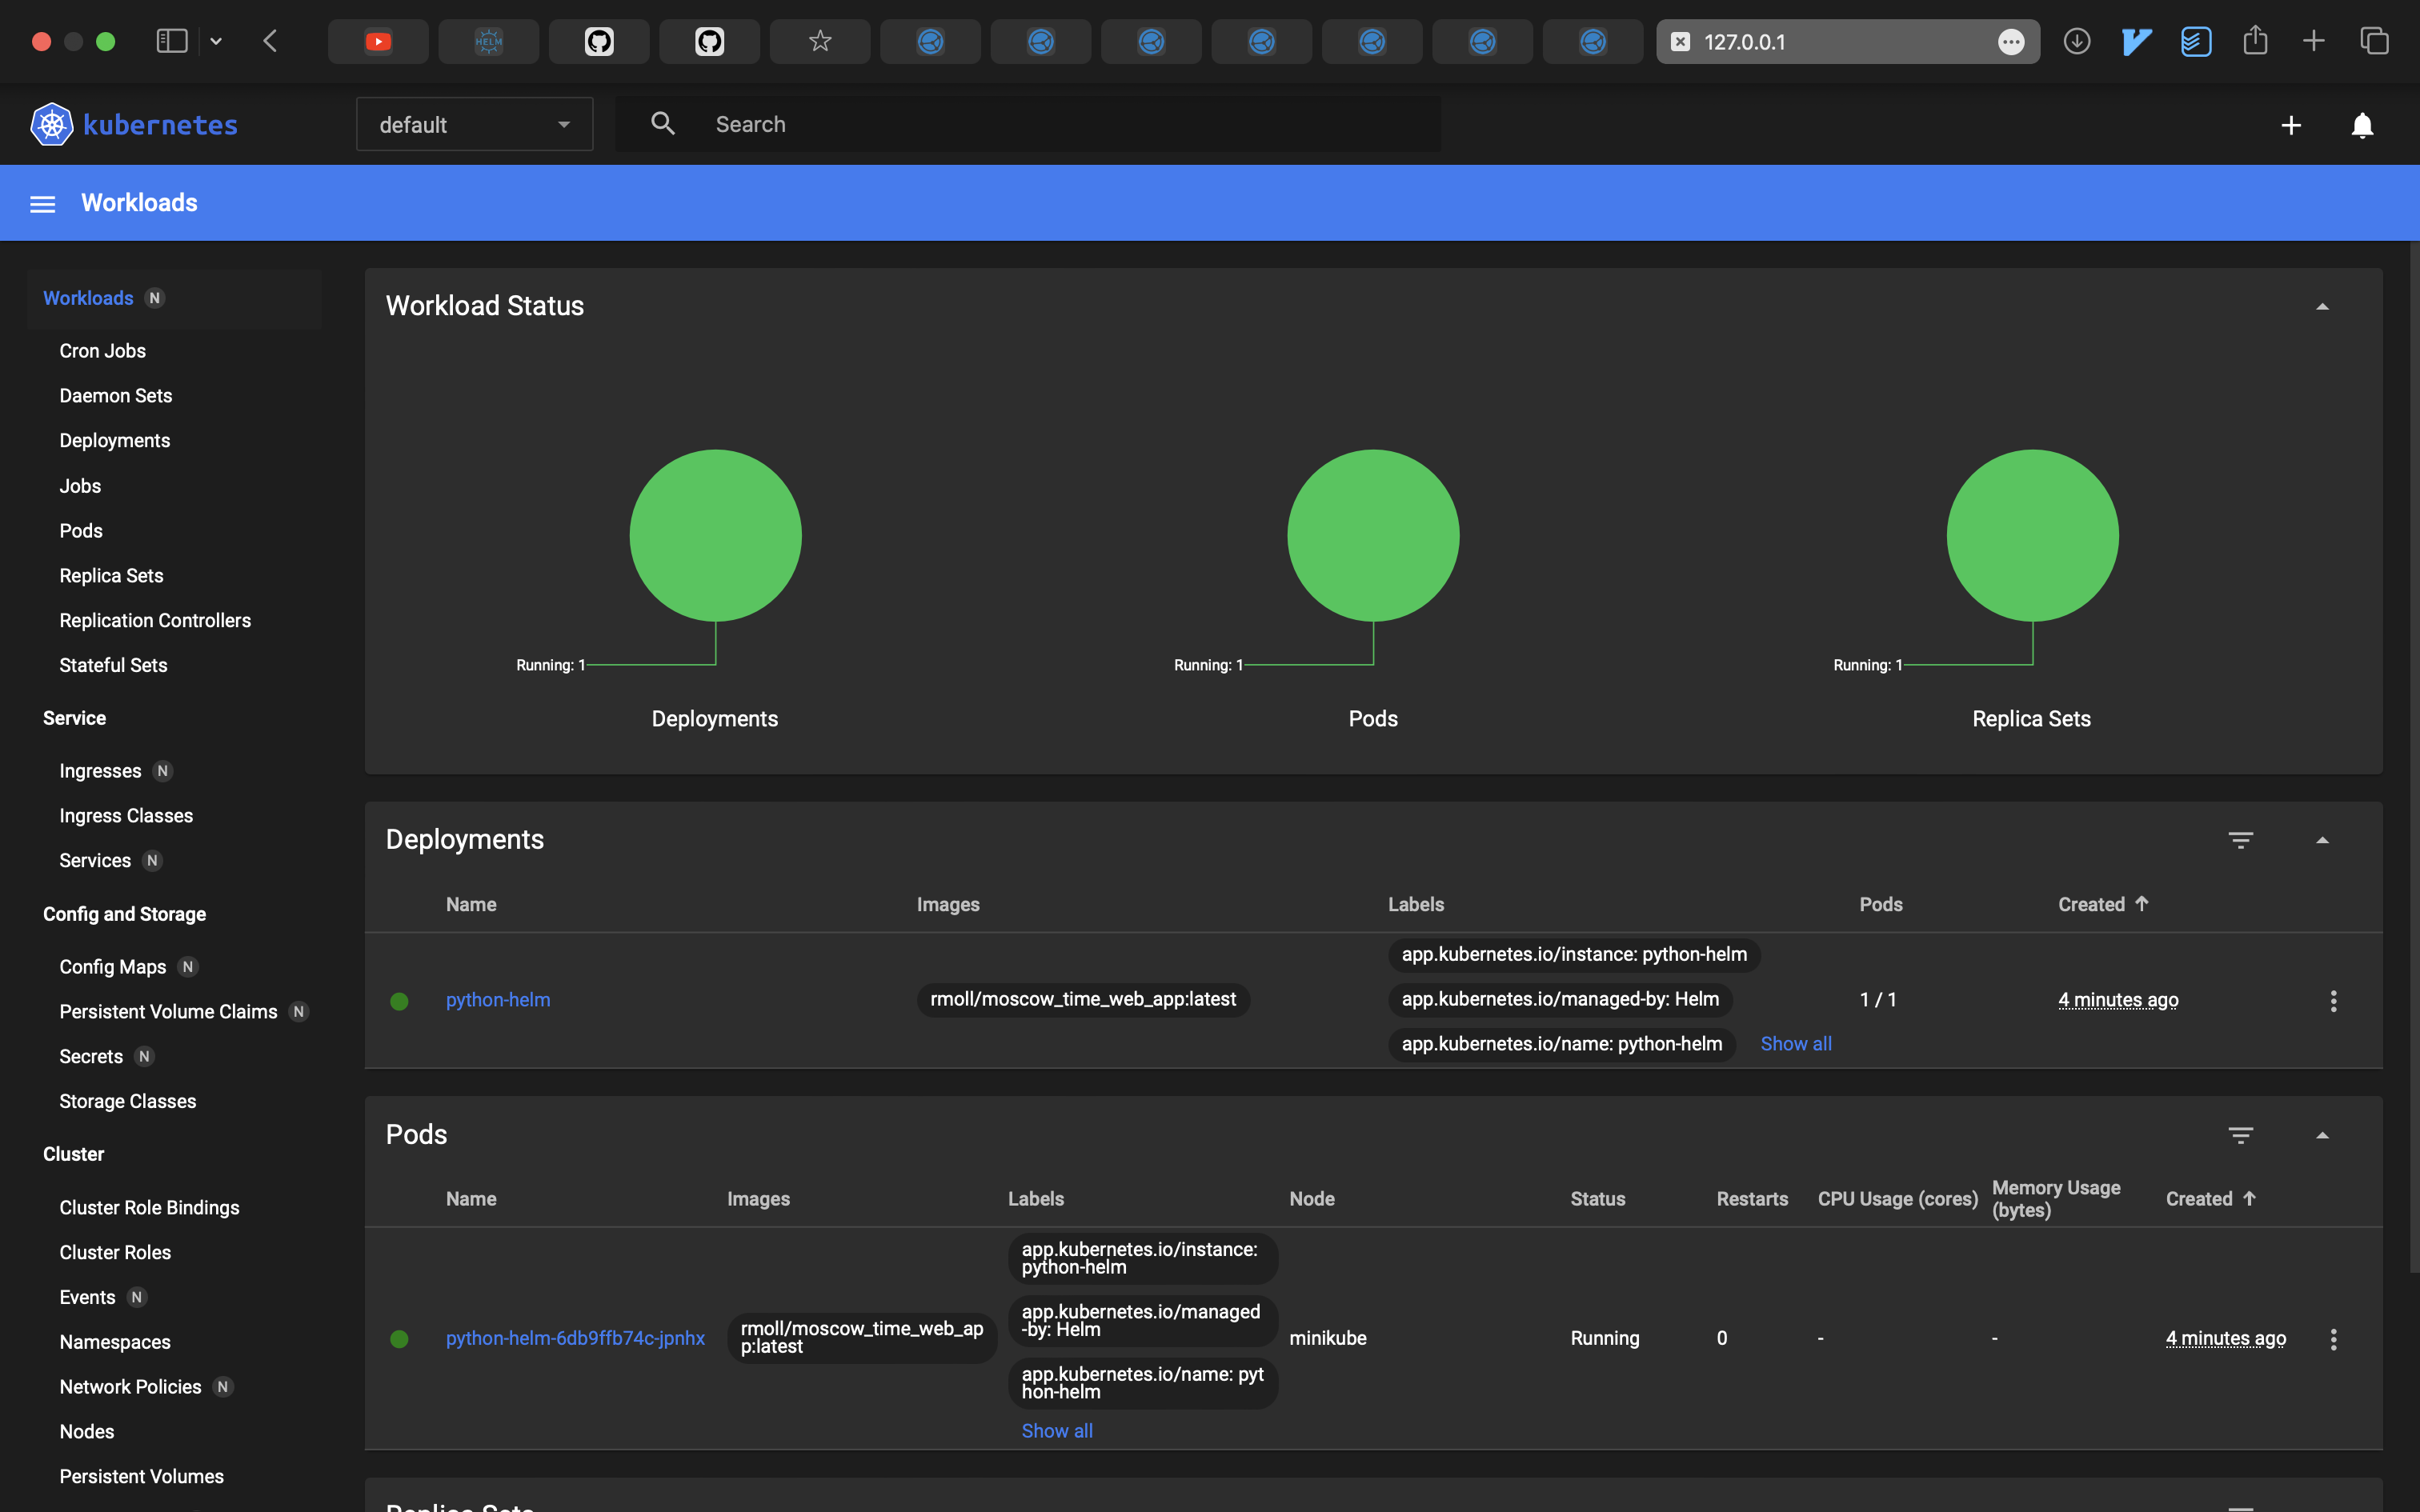 HELM
127.0.0.1
kubernetes
default
Search
Workloads
Workloads N
Cron Jobs
Daemon Sets
Deployments
Jobs
Pods
Replica Sets
Replication Controllers
Stateful Sets
Service
Ingresses N
Ingress Classes
Services N
Config and Storage
Config Maps N
Persistent Volume Claims N
Secrets N
Storage Classes
Cluster
Cluster Role Bindings
Cluster Roles
Events N
Namespaces
Network Policies N
Nodes
Persistent Volumes
Workload Status
Running: 1
Deployments
Running: 1
Pods
Running: 1
Replica Sets
Deployments
Name Images Labels Pods Created
python-helm
rmoll/moscow_time_web_app:latest
app.kubernetes.io/instance: python-helm
app.kubernetes.io/managed-by: Helm
app.kubernetes.io/name: python-helm
Show all
1 / 1
4 minutes ago
Pods
Name Images Labels Node Status Restarts CPU Usage (cores) Memory Usage
(bytes)
Created
python-helm-6db9ffb74c-jpnhx
rmoll/moscow_time_web_ap
p:latest
app.kubernetes.io/instance:
python-helm
app.kubernetes.io/managed
-by: Helm
app.kubernetes.io/name: pyt
hon-helm
Show all
minikube
Running
0
-
-
4 minutes ago
Replica Sets